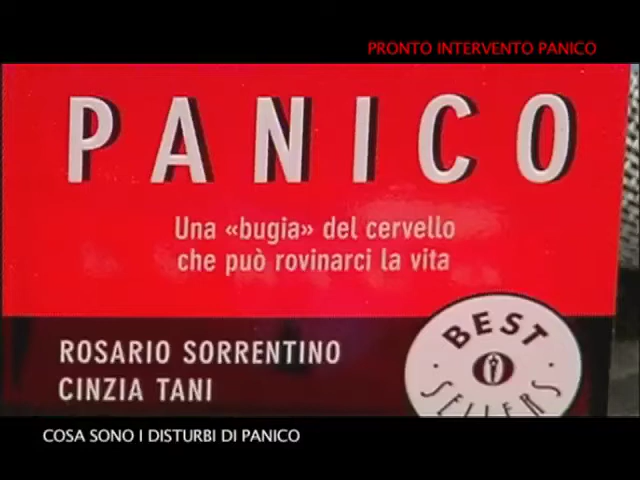 PRONTO INTERVENTO PANICO
PANICO
Una «bugia» del cervello
che può rovinarci la vita
ROSARIO SORRENTINO
CINZIA TANI
BEST
SELLERS
COSA SONO I DISTURBI DI PANICO